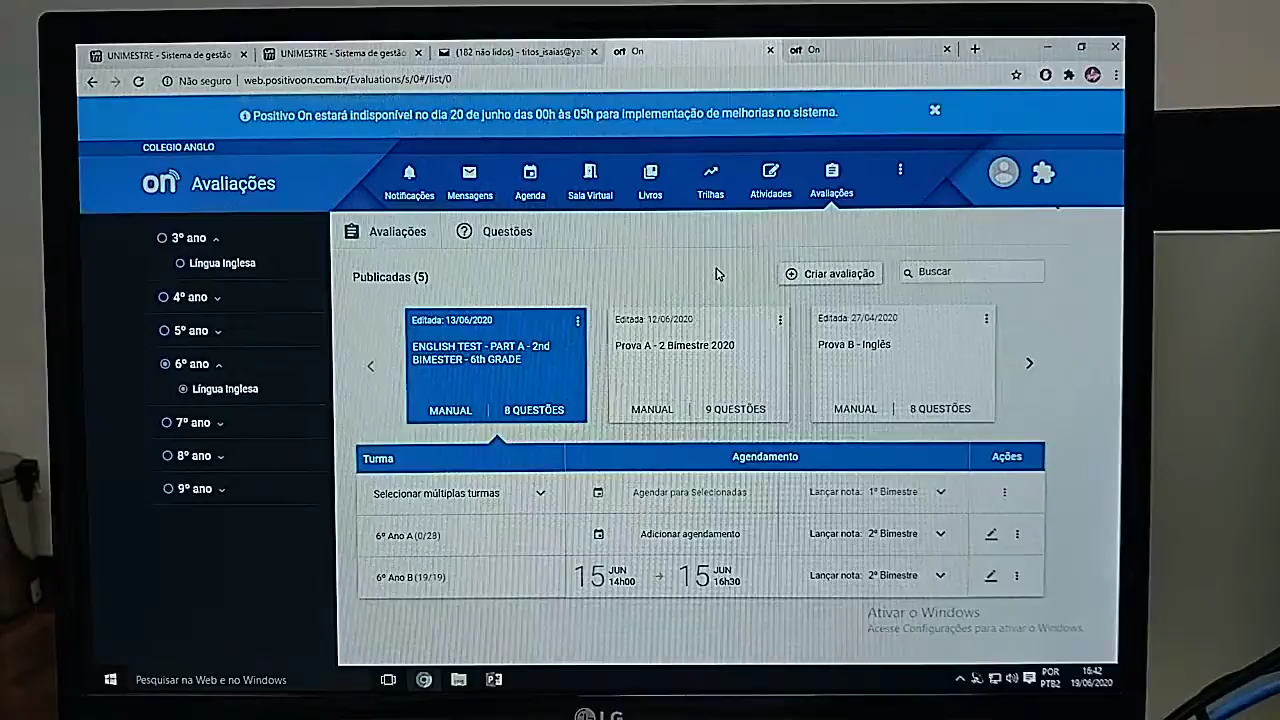 UNIMESTRE - Sistema de gestão
UNIMESTRE - Sistema de gestão
(182 não lidos) - titos_isaias@ya
on On
on On
Não seguro | web.positivoon.com.br/Evaluations/s/0#/list/0
Positivo On estará indisponível no dia 20 de junho das 00h às 05h para implementação de melhorias no sistema.
COLEGIO ANGLO
on Avaliações
Notificações
Mensagens
Agenda
Sala Virtual
Livros
Trilhas
Atividades
Avaliações
3º ano
Língua Inglesa
4º ano
5º ano
6º ano
Língua Inglesa
7º ano
8º ano
9º ano
Avaliações
Questões
Publicadas (5)
Criar avaliação
Buscar
Editada: 13/06/2020
ENGLISH TEST - PART A - 2nd
BIMESTER - 6th GRADE
MANUAL | 8 QUESTÕES
Editada: 12/06/2020
Prova A - 2 Bimestre 2020
MANUAL | 9 QUESTÕES
Editada: 27/04/2020
Prova B - Inglês
MANUAL | 8 QUESTÕES
Turma
Agendamento
Ações
Selecionar múltiplas turmas
Agendar para Selecionadas
Lançar nota: 1º Bimestre
6º Ano A (0/28)
Adicionar agendamento
Lançar nota: 2º Bimestre
6º Ano B (19/19)
15 JUN 14h00 → 15 JUN 16h30
Lançar nota: 2º Bimestre
Ativar o Windows
Acesse Configurações para ativar o Windows.
Pesquisar na Web e no Windows
POR
PTB2
16:42
19/06/2020
LG